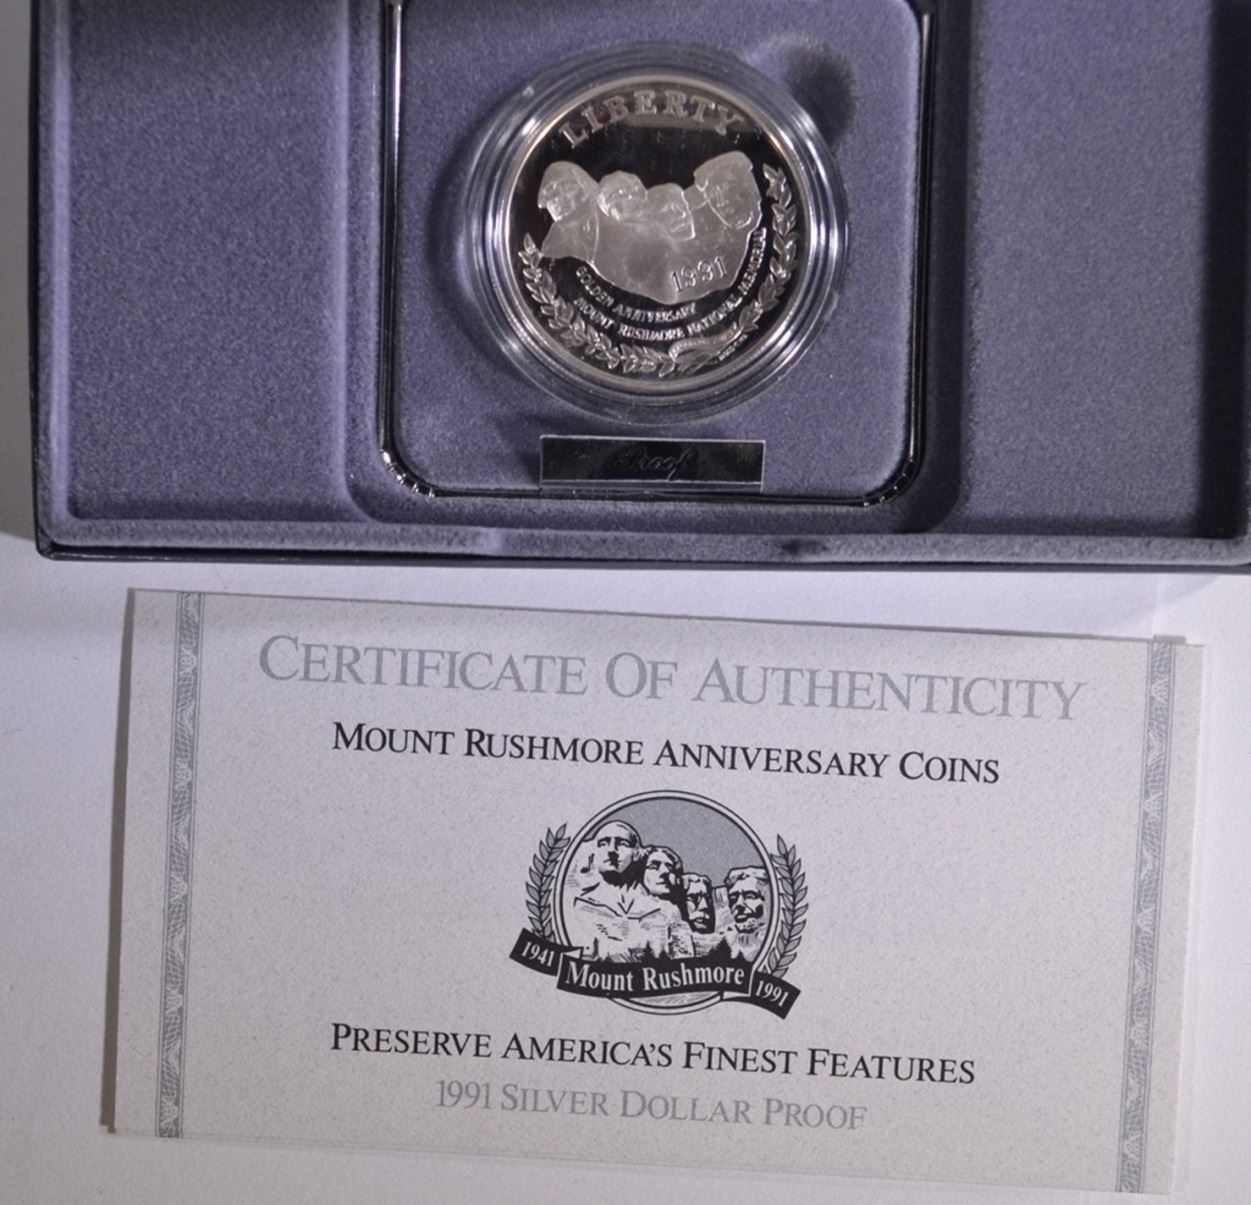 LIBERTY
1991
GOLDEN ANNIVERSARY
MOUNT RUSHMORE NATIONAL MEMORIAL
Proof
CERTIFICATE OF AUTHENTICITY
MOUNT RUSHMORE ANNIVERSARY COINS
1941 Mount Rushmore 1991
PRESERVE AMERICA'S FINEST FEATURES
1991 SILVER DOLLAR PROOF